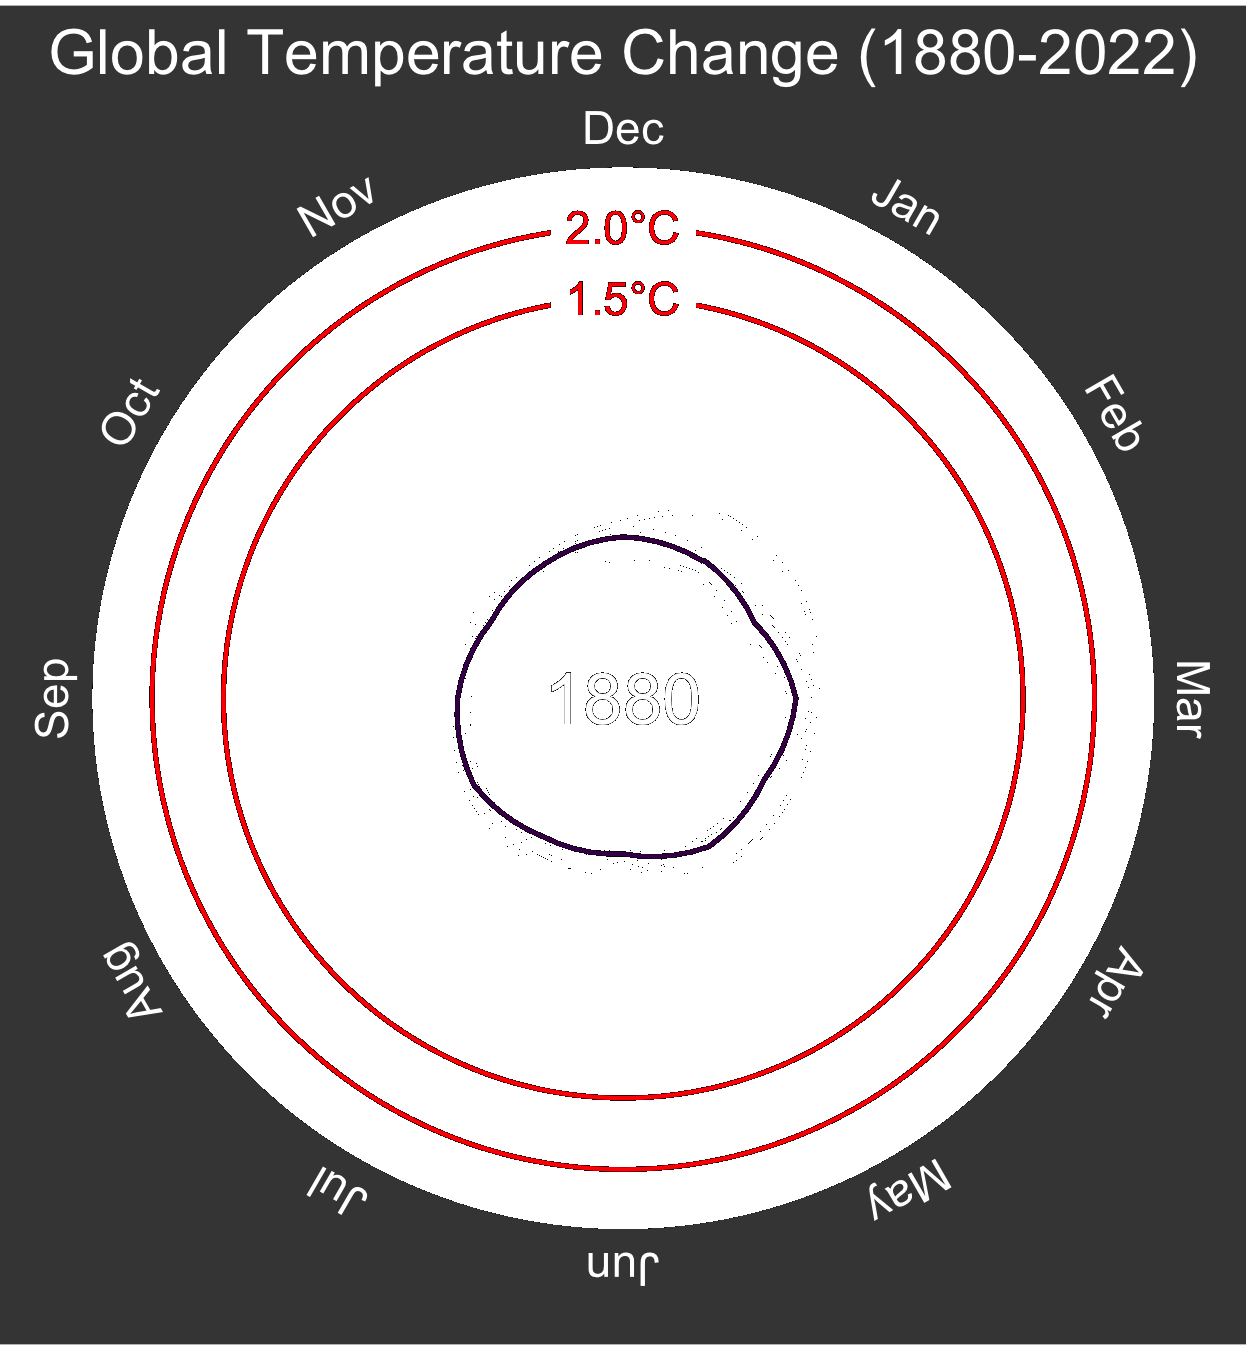 Global Temperature Change (1880-2022)
Dec
Nov
Jan
2.0°C
1.5°C
Oct
Feb
Sep
1880
Mar
Aug
Apr
Jul
May
Jun